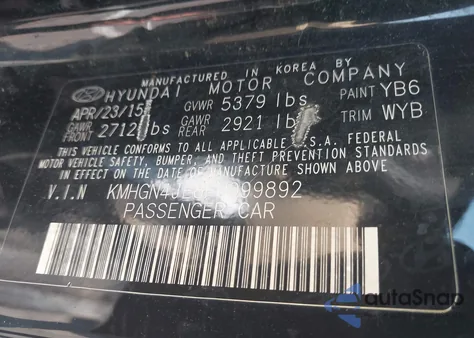 MANUFACTURED IN KOREA BY
HYUNDAI MOTOR COMPANY
APR/23/15 GVWR 5379 lbs PAINT YB6
GAWR FRONT 2712 lbs GAWR REAR 2921 lb TRIM WYB
THIS VEHICLE CONFORMS TO ALL APPLICABLE U.S.A. FEDERAL
MOTOR VEHICLE SAFETY, BUMPER, AND THEFT PREVENTION STANDARDS
IN EFFECT ON THE DATE OF MANUFACTURE SHOWN ABOVE.
V.I.N
PASSENGER CAR
autoSnap